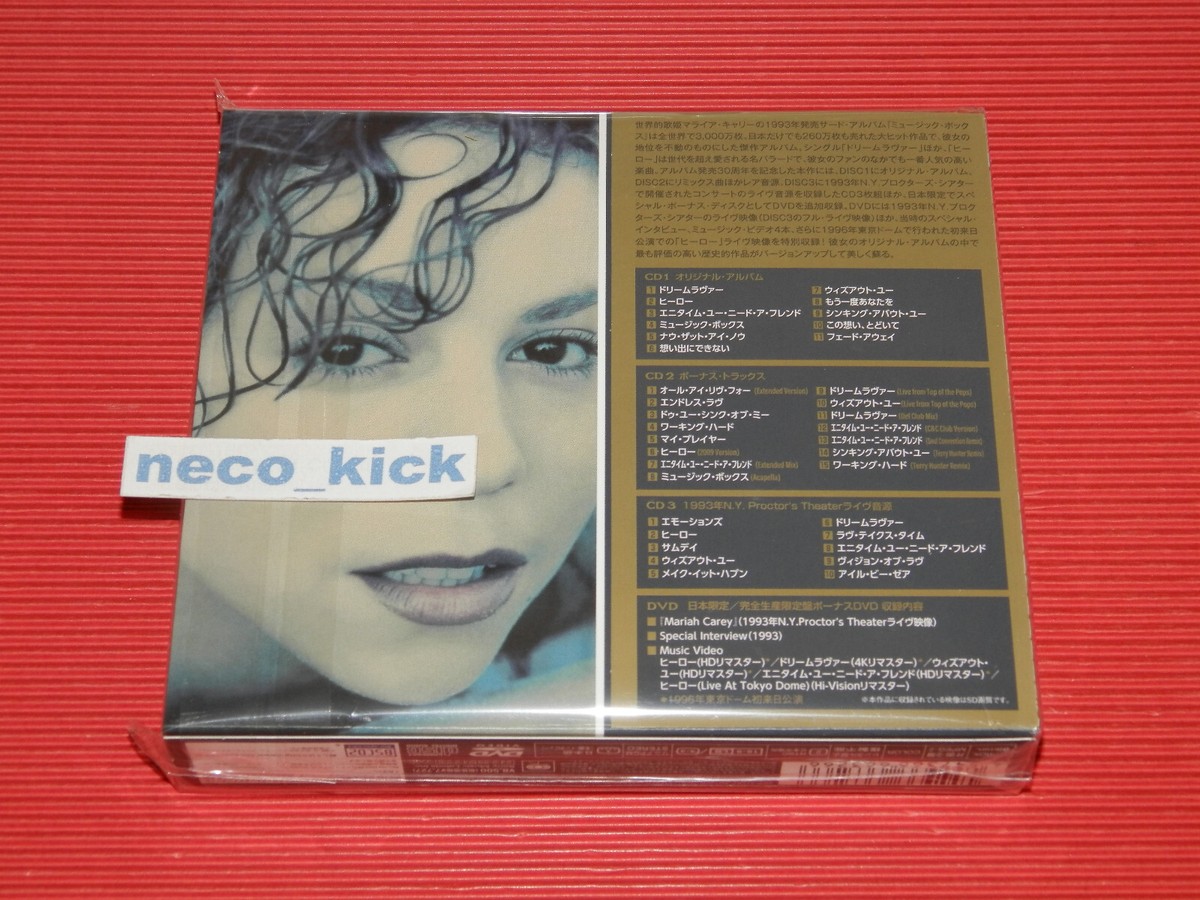 世界的歌姫マライア・キャリーの1993年発売サード・アルバム『ミュージック・ボック
ス』は全世界で3,000万枚、日本だけでも260万枚も売れた大ヒット作品で、彼女の
地位を不動のものにした傑作アルバム。シングル「ドリームラヴァー」ほか、「ヒー
ロー」は世代を超え愛される名バラードで、彼女のファンのなかでも一番人気の高い
楽曲。アルバム発売30周年を記念した本作には、DISC1にオリジナル・アルバム、
DISC2にリミックス曲ほかレア音源、DISC3に1993年N.Y.プロクターズ・シアター
で開催されたコンサートのライヴ音源を収録したCD3枚組ほか、日本限定でスペ
シャル・ボーナス・ディスクとしてDVDを追加収録。DVDには1993年N.Y.プロク
ターズ・シアターのライヴ映像(DISC3のフル・ライヴ映像)ほか、当時のスペシャル・
インタビュー、ミュージック・ビデオ4本、さらに1996年東京ドームで行われた初来日
公演での「ヒーロー」ライヴ映像を特別収録!彼女のオリジナル・アルバムの中で
最も評価の高い歴史的作品がバージョンアップして美しく蘇る。
CD1 オリジナル・アルバム
1 ドリームラヴァー
2 ヒーロー
3 エニタイム・ユー・ニード・ア・フレンド
4 ミュージック・ボックス
5 ナウ・ザット・アイ・ノウ
6 想い出にできない
7 ウィズアウト・ユー
8 もう一度あなたを
9 シンキング・アバウト・ユー
10 この想い、とどいて
11 フェード・アウェイ
CD2 ボーナス・トラックス
1 オール・アイ・リヴ・フォー (Extended Version)
2 エンドレス・ラヴ
3 ドゥ・ユー・シンク・オブ・ミー
4 ワーキング・ハード
5 マイ・プレイヤー
6 ヒーロー (2009 Version)
7 エニタイム・ユー・ニード・ア・フレンド (Extended Mix)
8 ミュージック・ボックス (Acapella)
9 ドリームラヴァー (Live from Top of the Pops)
10 ウィズアウト・ユー (Live from Top of the Pops)
11 ドリームラヴァー (Def Club Mix)
12 エニタイム・ユー・ニード・ア・フレンド (C&C Club Version)
13 エニタイム・ユー・ニード・ア・フレンド (Soul Convention Remix)
14 シンキング・アバウト・ユー (Terry Hunter Remix)
15 ワーキング・ハード (Terry Hunter Remix)
neco_kick
CD3 1993年N.Y. Proctor's Theaterライヴ音源
1 エモーションズ
2 ヒーロー
3 サムデイ
4 ウィズアウト・ユー
5 メイク・イット・ハプン
6 ドリームラヴァー
7 ラヴ・テイクス・タイム
8 エニタイム・ユー・ニード・ア・フレンド
9 ヴィジョン・オブ・ラヴ
10 アイル・ビー・ゼア
DVD 日本限定/完全生産限定盤ボーナスDVD 収録内容
『Mariah Carey』(1993年N.Y.Proctor's Theaterライヴ映像)
Special Interview(1993)
Music Video
ヒーロー(HDリマスター)*/ドリームラヴァー(4Kリマスター)*/ウィズアウト・
ユー(HDリマスター)*/エニタイム・ユー・ニード・ア・フレンド(HDリマスター)*/
ヒーロー(Live At Tokyo Dome)(Hi-Visionリマスター)
*1996年東京ドーム初来日公演
※本作品に収録されている映像はSD画質です。